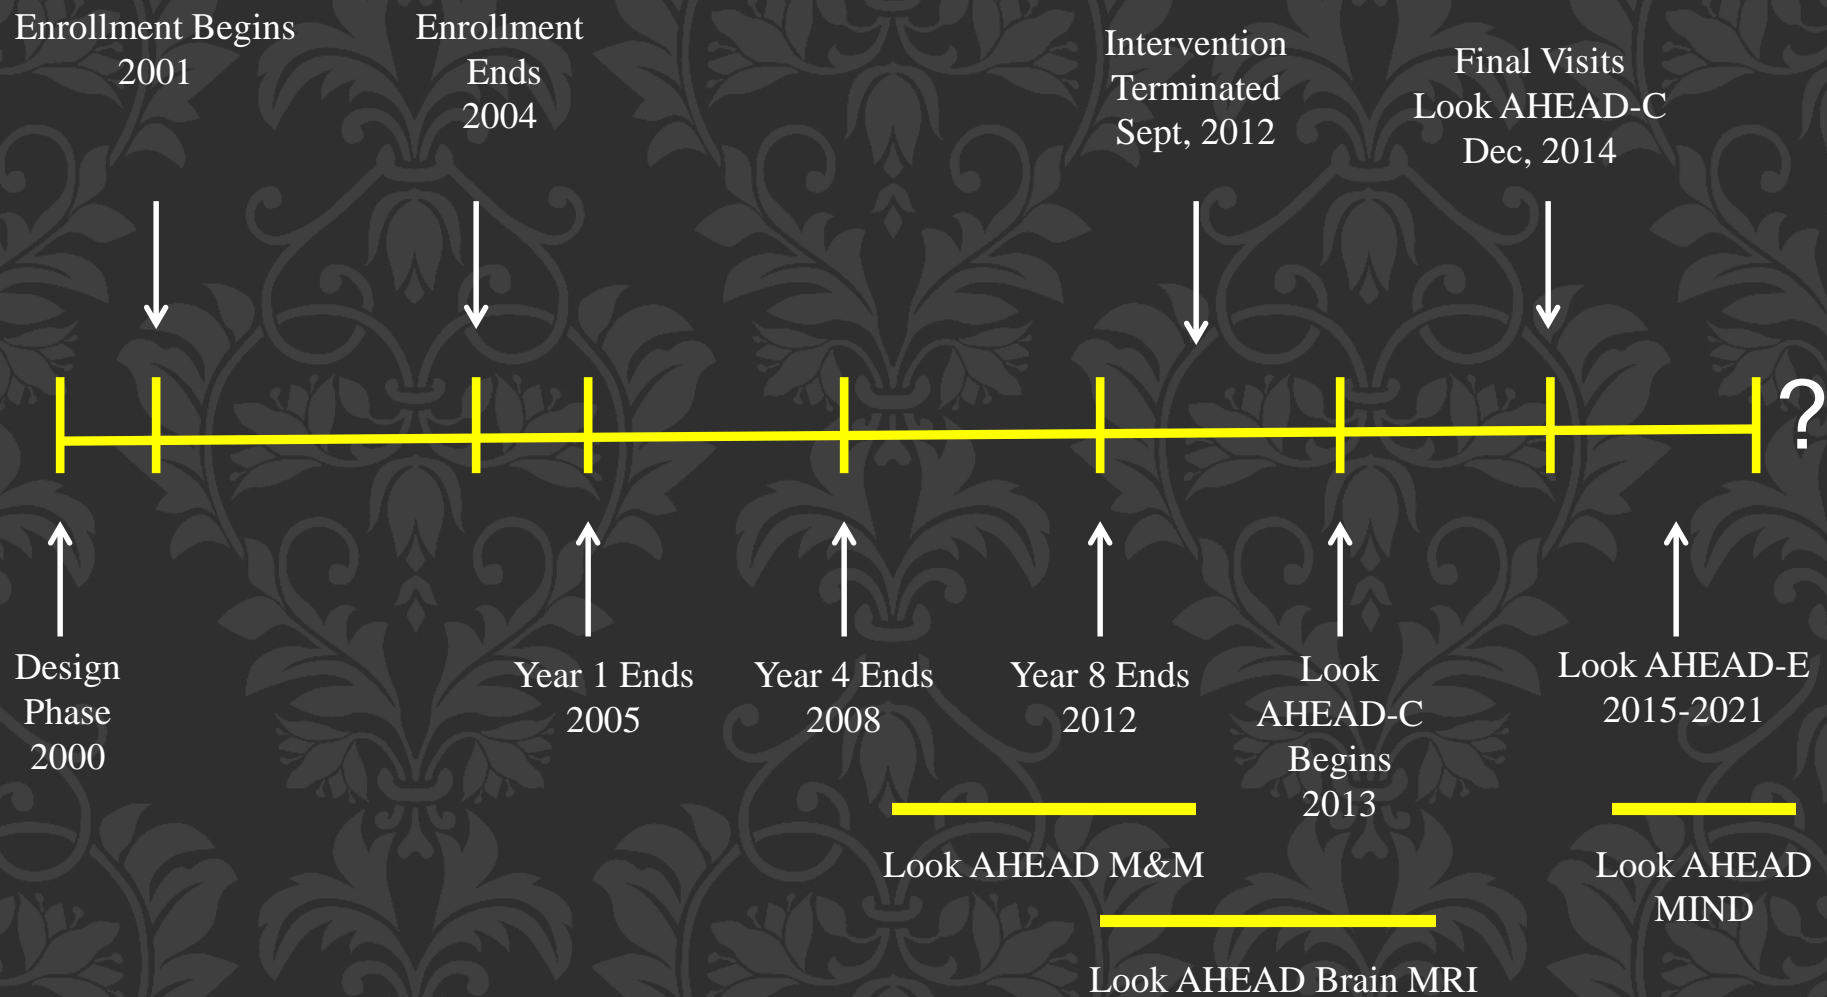 Enrollment Begins
2001
Enrollment
Ends
2004
Intervention
Terminated
Sept, 2012
Final Visits
Look AHEAD-C
Dec, 2014
?
Design
Phase
2000
Year 1 Ends
2005
Year 4 Ends
2008
Year 8 Ends
2012
Look
AHEAD-C
Begins
2013
Look AHEAD-E
2015-2021
Look AHEAD M&M
Look AHEAD
MIND
Look AHEAD Brain MRI